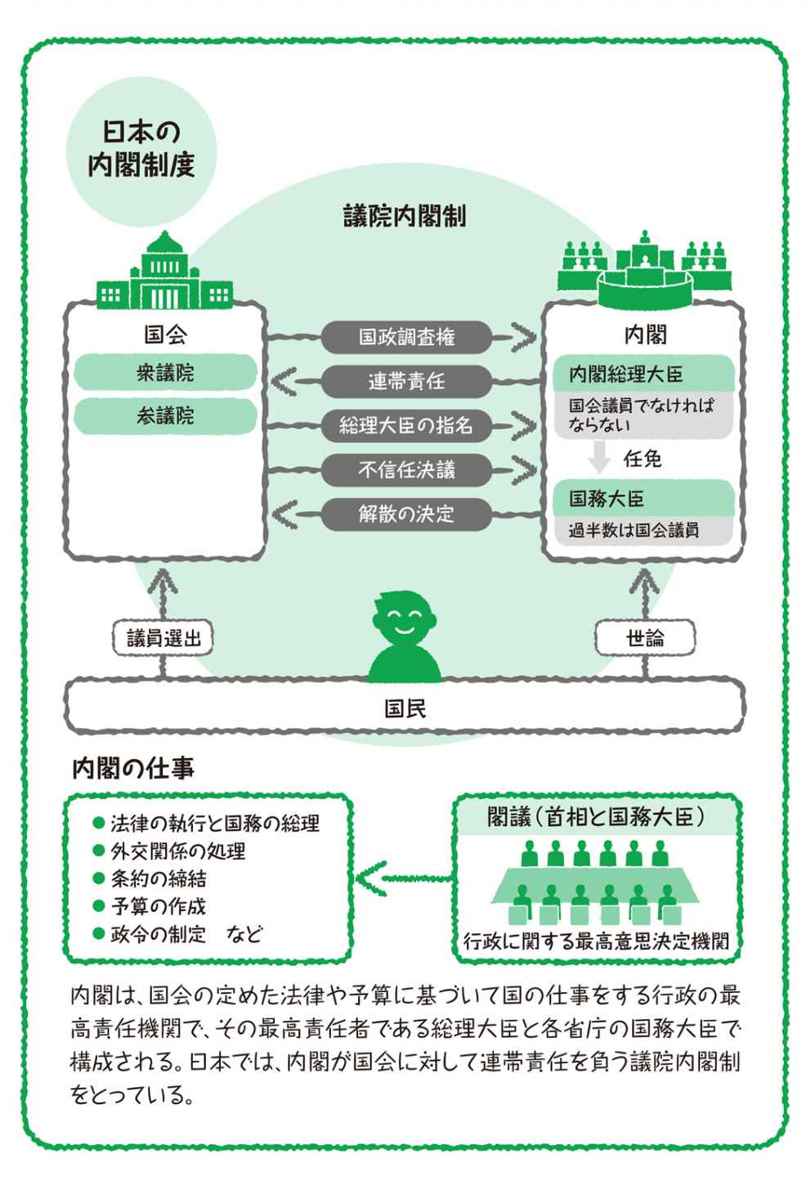 日本の
内閣制度
議院内閣制
国会
衆議院
参議院
国政調査権
連帯責任
総理大臣の指名
不信任決議
解散の決定
内閣
内閣総理大臣
国会議員でなければ
ならない
任免
国務大臣
過半数は国会議員
議員選出
世論
国民
内閣の仕事
●法律の執行と国務の総理
●外交関係の処理
●条約の締結
●予算の作成
●政令の制定　など
閣議(首相と国務大臣)
行政に関する最高意思決定機関
内閣は、国会の定めた法律や予算に基づいて国の仕事をする行政の最
高責任機関で、その最高責任者である総理大臣と各省庁の国務大臣で
構成される。日本では、内閣が国会に対して連帯責任を負う議院内閣制
をとっている。